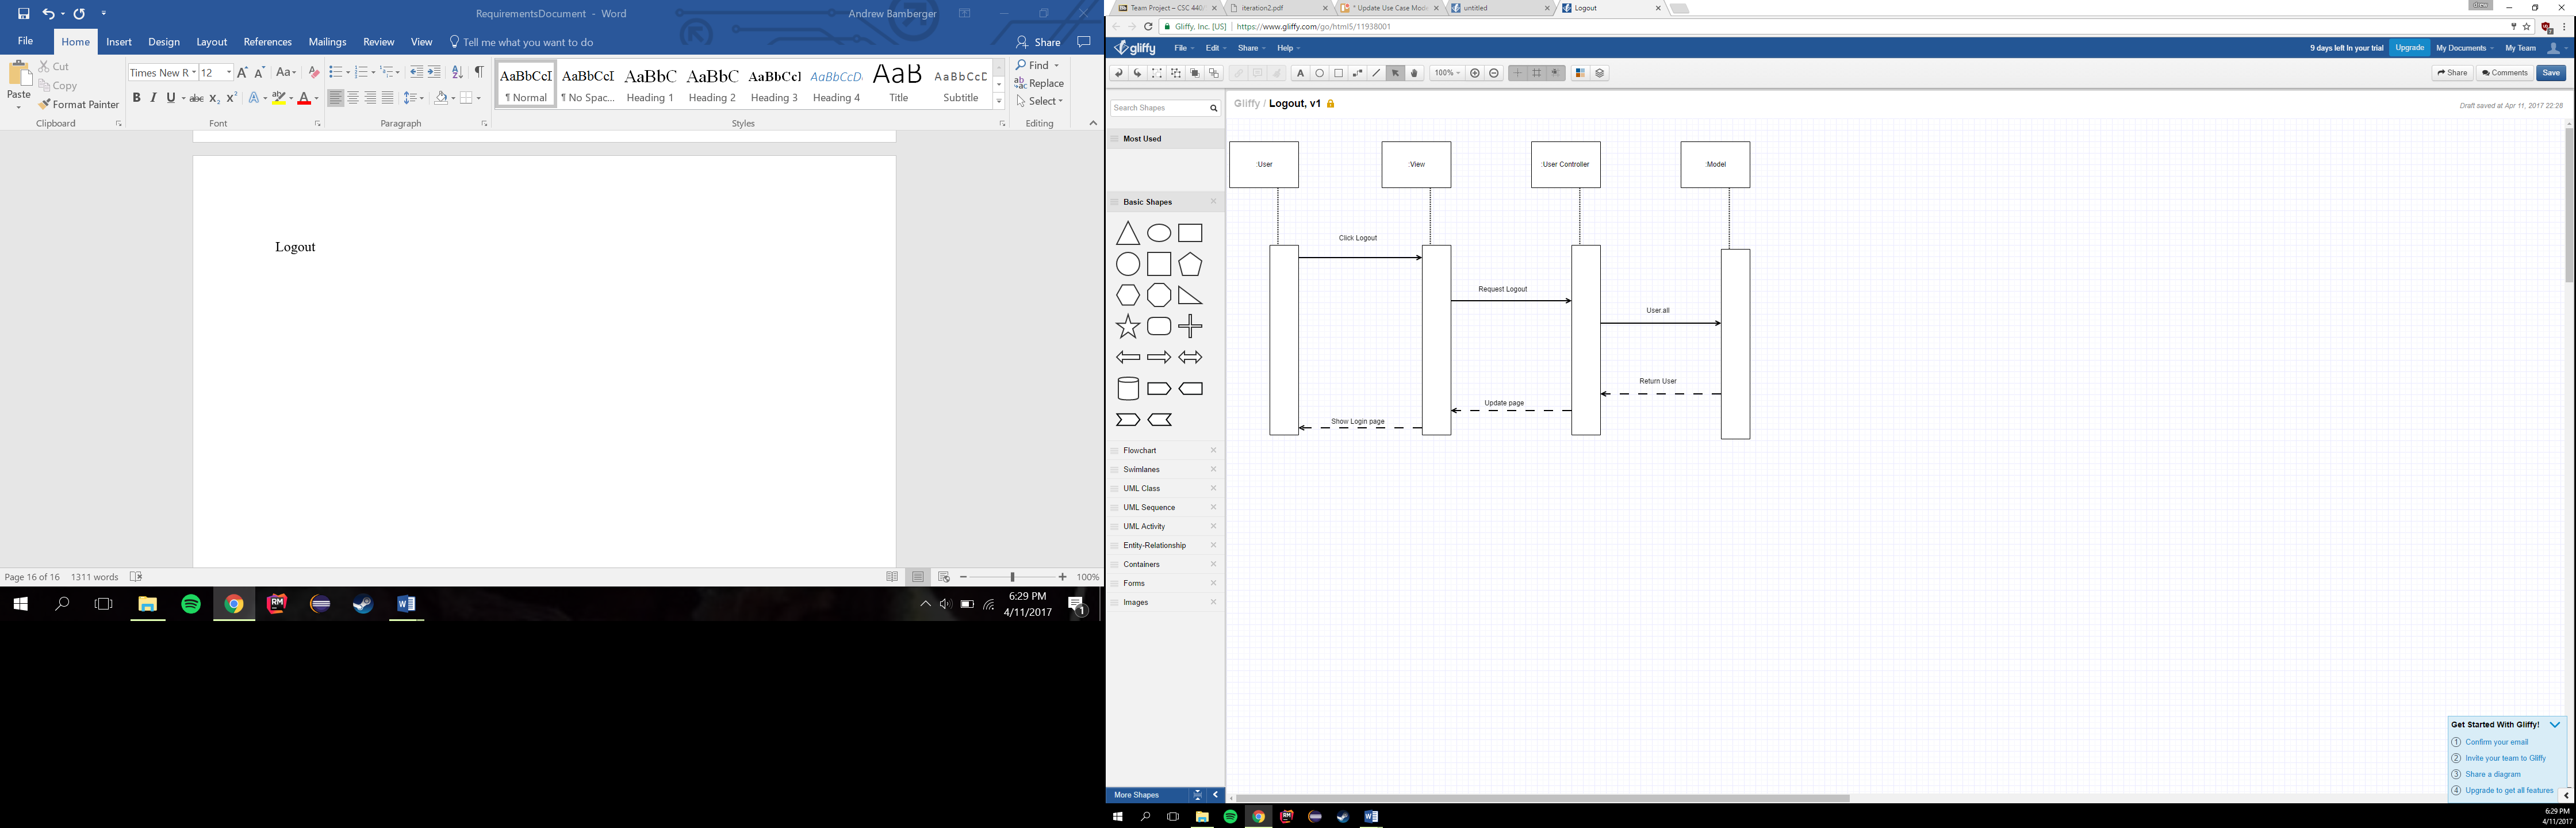 RequirementsDocument - Word
Andrew Bamberger
File Home Insert Design Layout References Mailings Review View Tell me what you want to do
Share
Paste
Cut
Copy
Format Painter
Clipboard
Times New R 12
Font
Paragraph
AaBbCcI AaBbCcI AaBbC AaBbC AaBbCcl AaBbCcD AaB AaBbCcD
¶ Normal ¶ No Spac... Heading 1 Heading 2 Heading 3 Heading 4 Title Subtitle
Styles
Find
Replace
Select
Editing
Logout
Page 16 of 16 1311 words
100%
6:29 PM
4/11/2017
Team Project – CSC 440
iteration2.pdf
* Update Use Case Mod
untitled
Logout
Gliffy, Inc. [US] https://www.gliffy.com/go/html5/11938001
gliffy File Edit Share Help
9 days left in your trial Upgrade My Documents My Team
100%
Share Comments Save
Search Shapes
Gliffy / Logout, v1
Draft saved at Apr 11, 2017 22:26
Most Used
Basic Shapes
Flowchart
Swimlanes
UML Class
UML Sequence
UML Activity
Entity-Relationship
Containers
Forms
Images
More Shapes
:User
:View
:User Controller
:Model
Click Logout
Request Logout
User.all
Return User
Update page
Show Login page
Get Started With Gliffy!
1 Confirm your email
2 Invite your team to Gliffy
3 Share a diagram
4 Upgrade to get all features
6:29 PM
4/11/2017